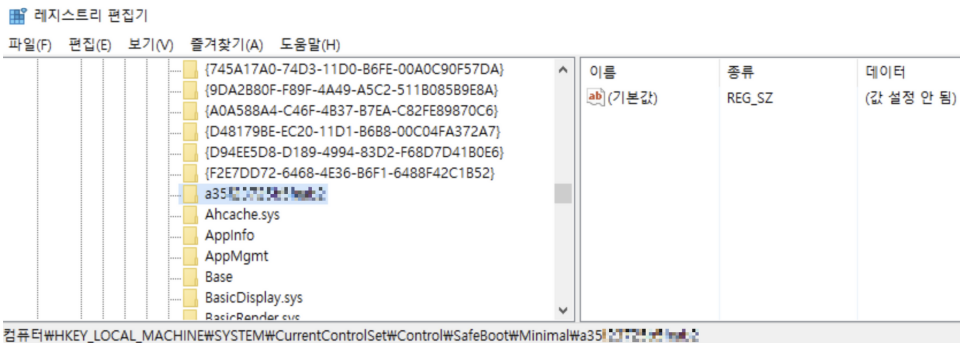 레지스트리 편집기
파일(F) 편집(E) 보기(V) 즐겨찾기(A) 도움말(H)
{745A17A0-74D3-11D0-B6FE-00A0C90F57DA}
{9DA2B80F-F89F-4A49-A5C2-511B085B9E8A}
{A0A588A4-C46F-4B37-B7EA-C82FE89870C6}
{D48179BE-EC20-11D1-B6B8-00C04FA372A7}
{D94EE5D8-D189-4994-83D2-F68D7D41B0E6}
{F2E7DD72-6468-4E36-B6F1-6488F42C1B52}
a35
Ahcache.sys
AppInfo
AppMgmt
Base
BasicDisplay.sys
BasicRender.sys
이름 종류 데이터
ab (기본값) REG_SZ (값 설정 안 됨)
컴퓨터₩HKEY_LOCAL_MACHINE₩SYSTEM₩CurrentControlSet₩Control₩SafeBoot₩Minimal₩a35